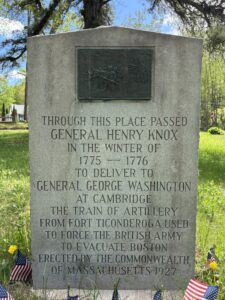 THROUGH THIS PLACE PASSED
GENERAL HENRY KNOX
IN THE WINTER OF
1775 — 1776
TO DELIVER TO
GENERAL GEORGE WASHINGTON
AT CAMBRIDGE
THE TRAIN OF ARTILLERY
FROM FORT TICONDEROGA USED
TO FORCE THE BRITISH ARMY
TO EVACUATE BOSTON
ERECTED BY THE COMMONWEALTH
OF MASSACHUSETTS 1927